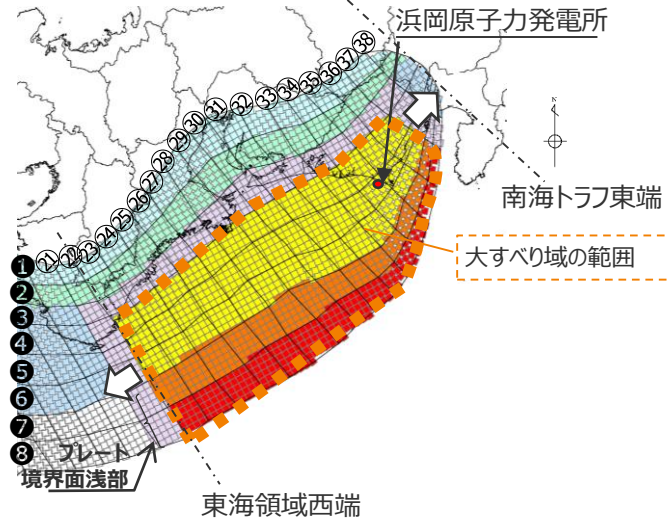 浜岡原子力発電所
㉑㉒㉓㉔㉕㉖㉗㉘㉙㉚㉛㉜㉝㉞㉟㊱㊲㊳
N
南海トラフ東端
大すべり域の範囲
❶
❷
❸
❹
❺
❻
❼
❽
プレート
境界面浅部
東海領域西端